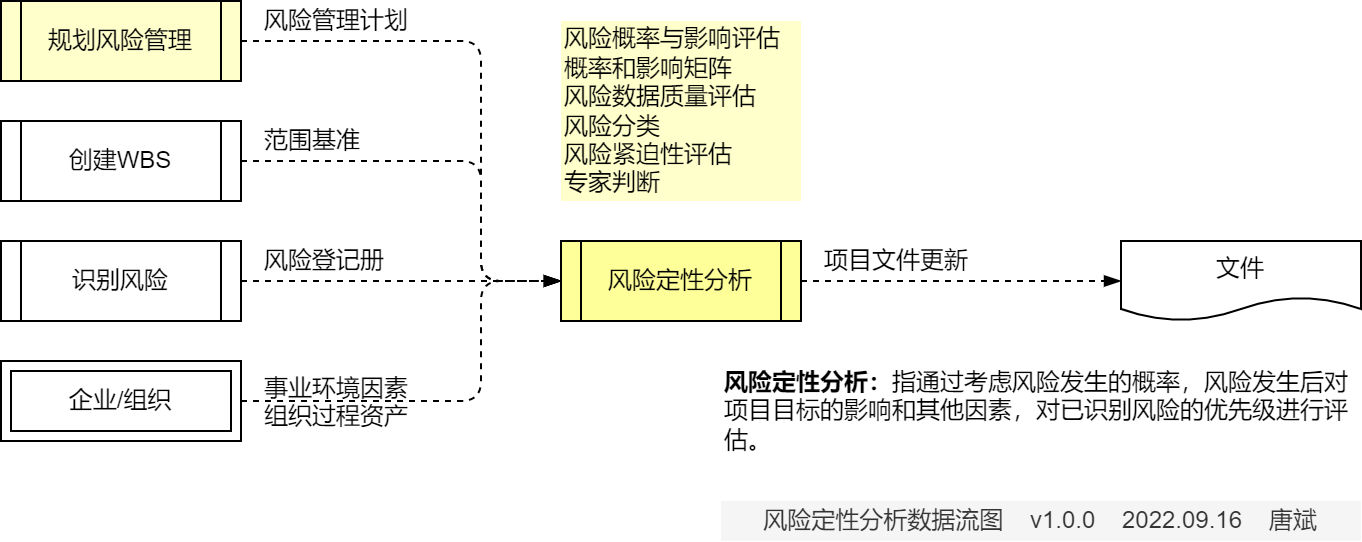 规划风险管理
风险管理计划
创建WBS
范围基准
识别风险
风险登记册
企业/组织
事业环境因素
组织过程资产
风险概率与影响评估
概率和影响矩阵
风险数据质量评估
风险分类
风险紧迫性评估
专家判断
风险定性分析
项目文件更新
文件
风险定性分析：指通过考虑风险发生的概率，风险发生后对
项目目标的影响和其他因素，对已识别风险的优先级进行评
估。
风险定性分析数据流图 v1.0.0 2022.09.16 唐斌